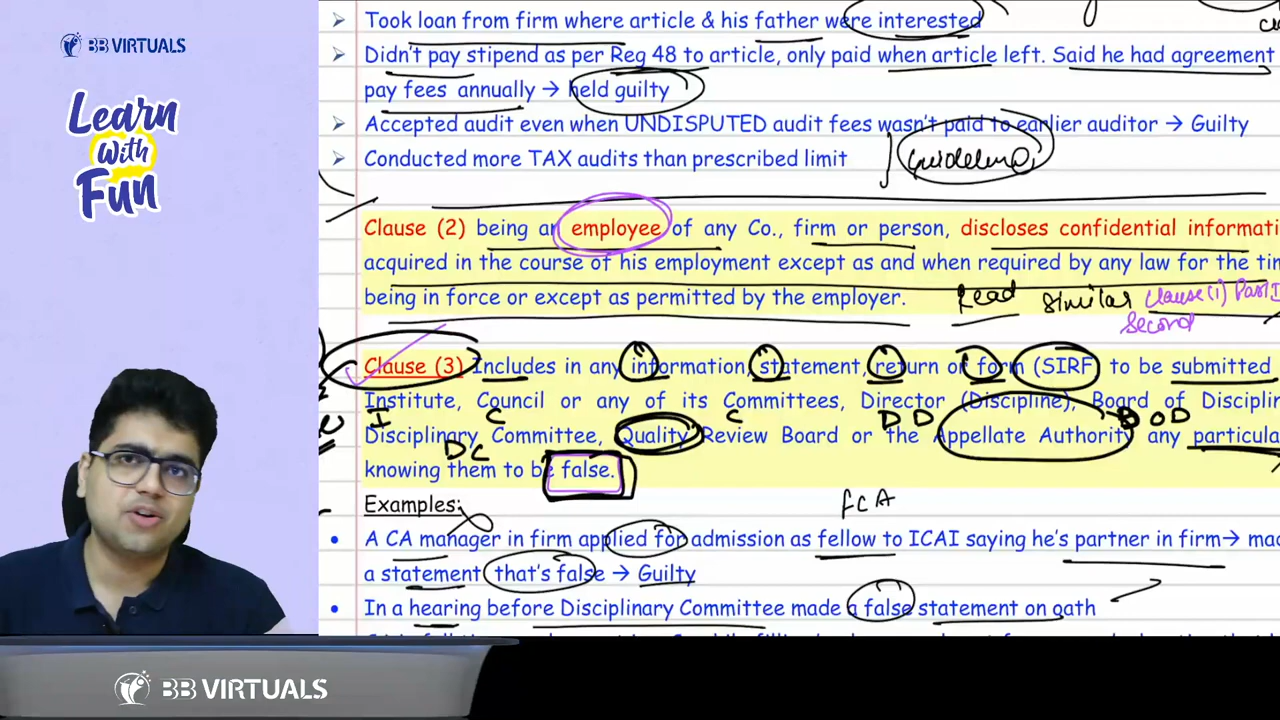 BB VIRTUALS
Learn
with
Fun
Took loan from firm where article & his father were interested
Didn't pay stipend as per Reg 48 to article, only paid when article left. Said he had agreement
pay fees annually → held guilty
Accepted audit even when UNDISPUTED audit fees wasn't paid to earlier auditor → Guilty
Conducted more TAX audits than prescribed limit
Clause (2) being an employee of any Co., firm or person, discloses confidential informati
acquired in the course of his employment except as and when required by any law for the ti
being in force or except as permitted by the employer. Read Similar Clause (1) Part I
Second
Clause (3) Includes in any information, statement, return or form (SIRF to be submitted
Institute, Council or any of its Committees, Director (Discipline), Board of Disciplin
I C C D D B O D
Disciplinary Committee, Quality Review Board or the Appellate Authority any particula
DC
knowing them to be false.
Examples:
FCA
A CA manager in firm applied for admission as fellow to ICAI saying he's partner in firm→ mad
a statement that's false → Guilty
In a hearing before Disciplinary Committee made a false statement on oath
BB VIRTUALS